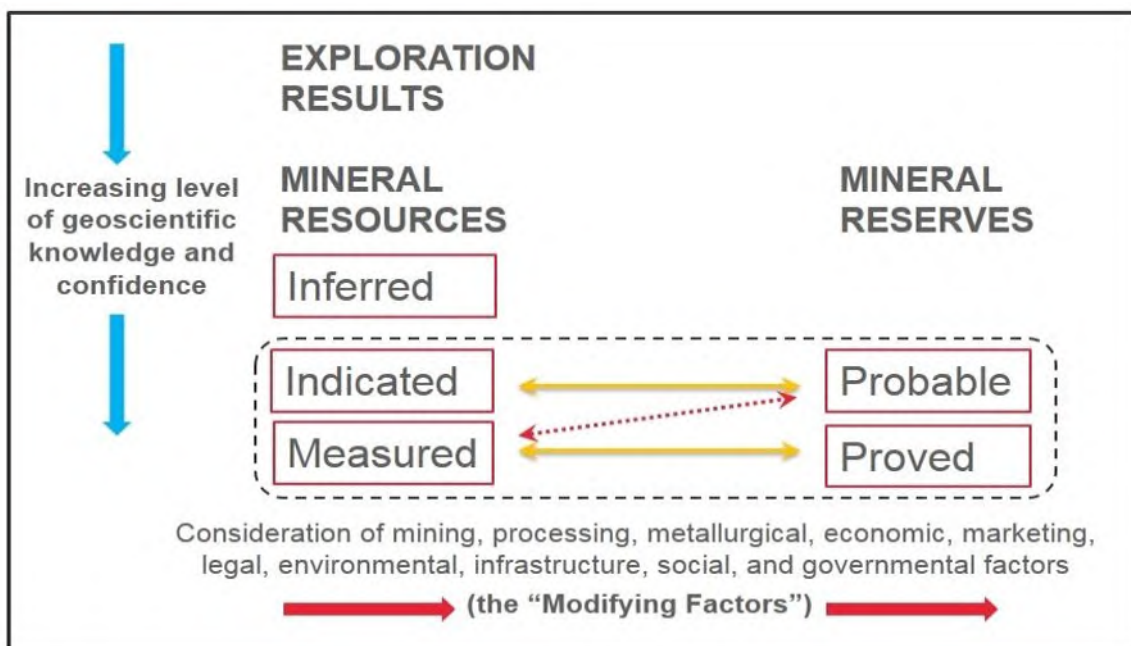 EXPLORATION
RESULTS
Increasing level
of geoscientific
knowledge and
confidence
MINERAL
RESOURCES
MINERAL
RESERVES
Inferred
Indicated
Probable
Measured
Proved
Consideration of mining, processing, metallurgical, economic, marketing,
legal, environmental, infrastructure, social, and governmental factors
(the “Modifying Factors”)